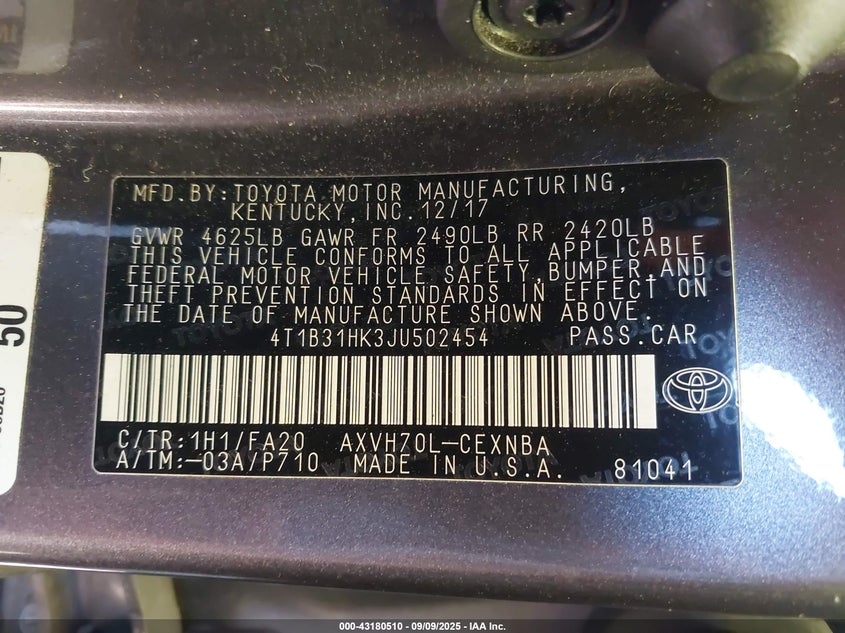 MFD.BY:TOYOTA MOTOR MANUFACTURING,
KENTUCKY,INC.12/17
GVWR 4625LB GAWR FR 2490LB RR 2420LB
THIS VEHICLE CONFORMS TO ALL APPLICABLE
FEDERAL MOTOR VEHICLE SAFETY,BUMPER,AND
THEFT PREVENTION STANDARDS IN EFFECT ON
THE DATE OF MANUFACTURE SHOWN ABOVE.
4T1B31HK3JU502454 PASS.CAR
C/TR:1H1/FA20 AXVH70L-CEXNBA
A/TM:-03A/P710 MADE IN U.S.A. 81041
50
000-43180510 - 09/09/2025 - IAA Inc.